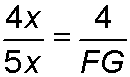 4x/5x = 4/FG